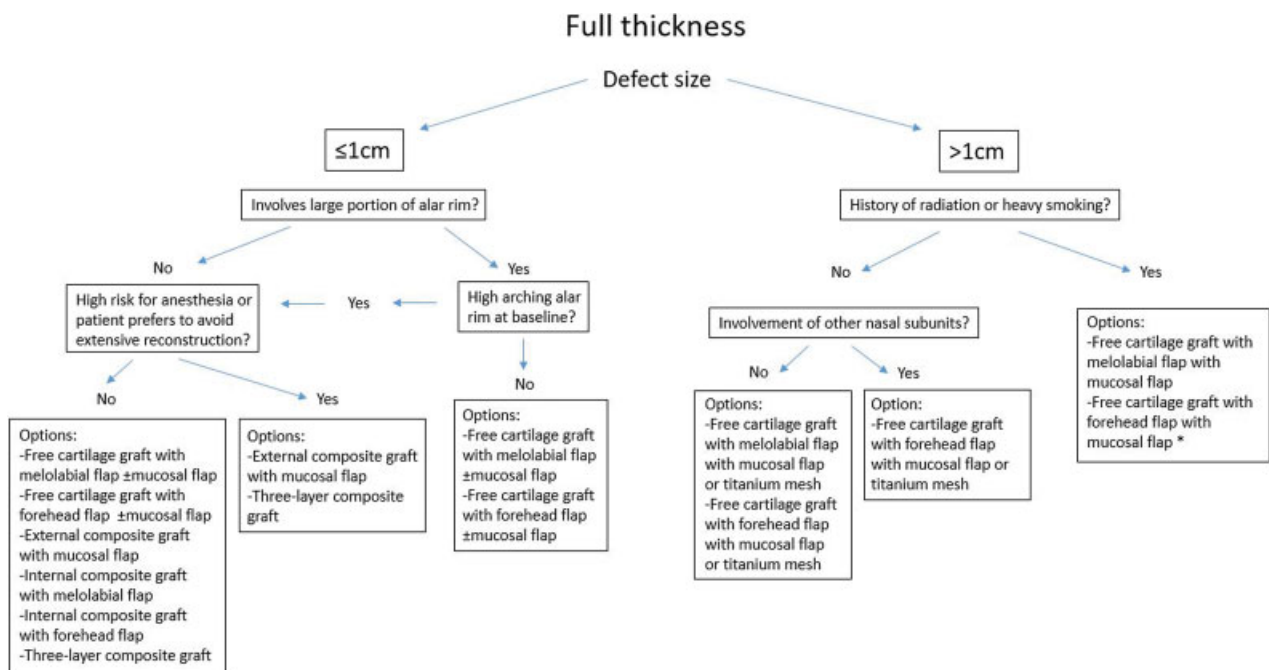 Full thickness
Defect size
≤1cm
>1cm
Involves large portion of alar rim?
History of radiation or heavy smoking?
No
Yes
No
Yes
High risk for anesthesia or
patient prefers to avoid
extensive reconstruction?
Yes
High arching alar
rim at baseline?
Involvement of other nasal subunits?
Options:
-Free cartilage graft with
melolabial flap with
mucosal flap
-Free cartilage graft with
forehead flap with
mucosal flap *
No
Yes
No
No
Yes
Options:
-Free cartilage graft with
melolabial flap ±mucosal flap
-Free cartilage graft with
forehead flap  ±mucosal flap
-External composite graft
with mucosal flap
-Internal composite graft
with melolabial flap
-Internal composite graft
with forehead flap
-Three-layer composite graft
Options:
-External composite graft
with mucosal flap
-Three-layer composite
graft
Options:
-Free cartilage graft
with melolabial flap
±mucosal flap
-Free cartilage graft
with forehead flap
±mucosal flap
Options:
-Free cartilage graft
with melolabial flap
with mucosal flap
or titanium mesh
-Free cartilage graft
with forehead flap
with mucosal flap
or titanium mesh
Option:
-Free cartilage graft
with forehead flap
with mucosal flap or
titanium mesh